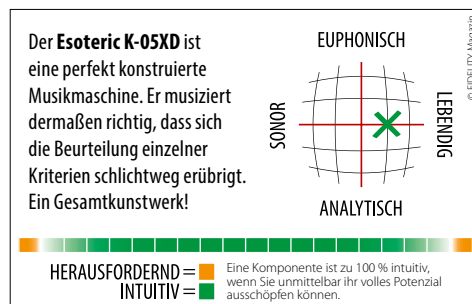 Der Esoteric K-05XD ist
eine perfekt konstruierte
Musikmaschine. Er musiziert
dermaßen richtig, dass sich
die Beurteilung einzelner
Kriterien schlichtweg erübrigt.
Ein Gesamtkunstwerk!
EUPHONISCH
SONOR
LEBENDIG
ANALYTISCH
© FIDELITY Magazin
HERAUSFORDERND =
INTUITIV =
Eine Komponente ist zu 100 % intuitiv,
wenn Sie unmittelbar ihr volles Potenzial
ausschöpfen können.